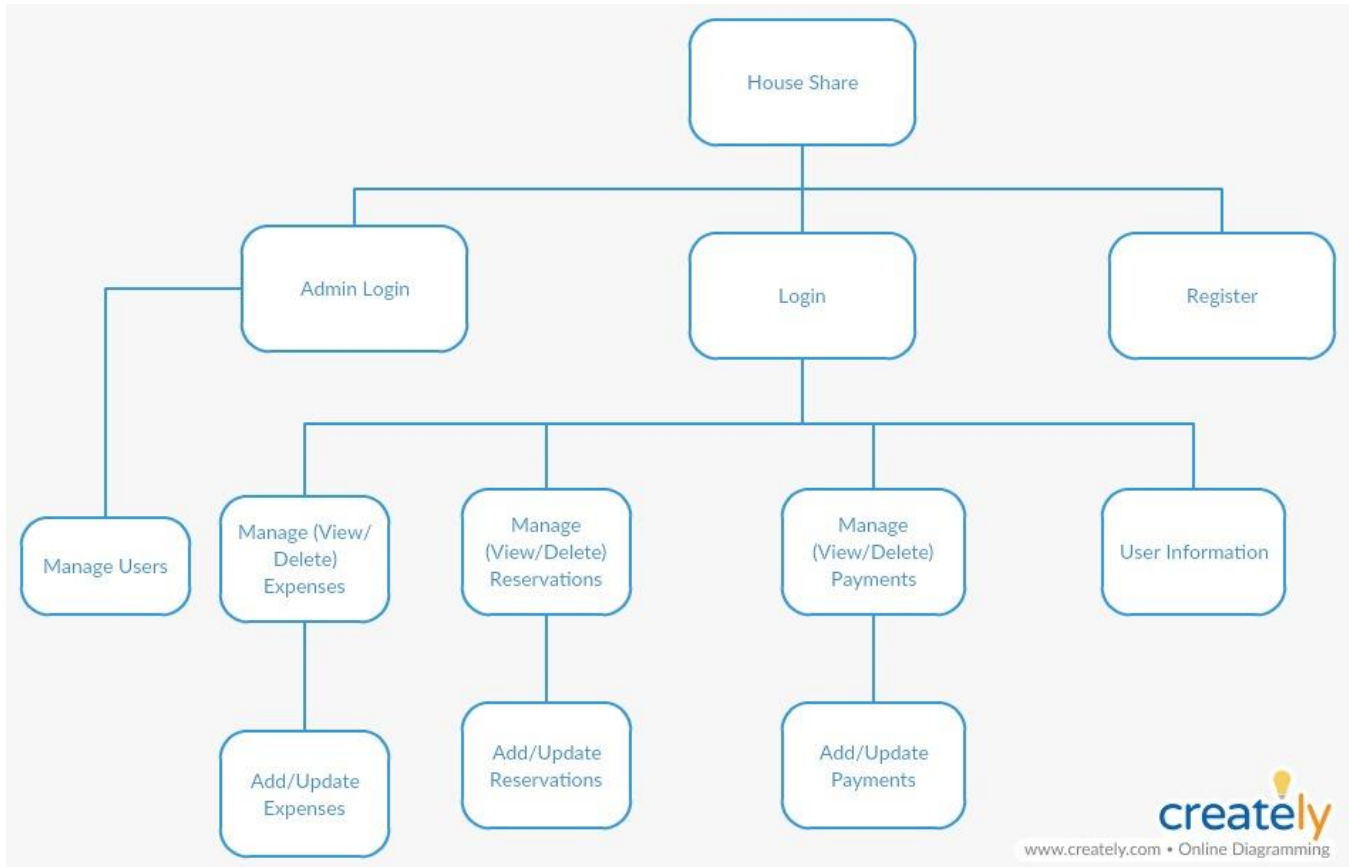 House Share
Admin Login
Login
Register
Manage Users
Manage (View/
Delete)
Expenses
Manage
(View/Delete)
Reservations
Manage
(View/Delete)
Payments
User Information
Add/Update
Expenses
Add/Update
Reservations
Add/Update
Payments
creately
www.creately.com • Online Diagramming